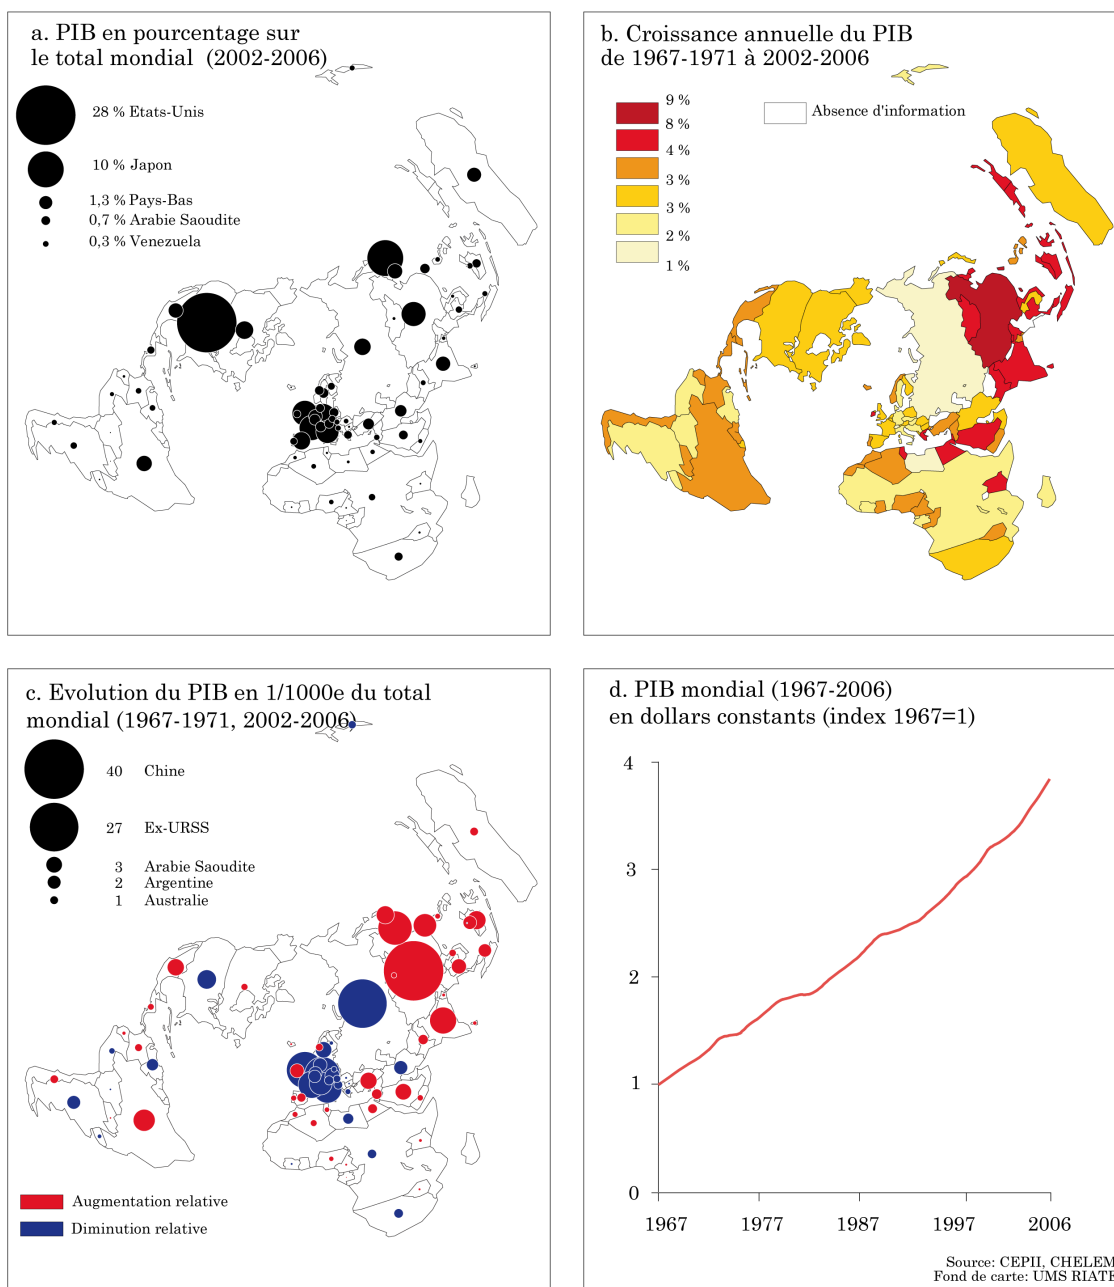 a. PIB en pourcentage sur
le total mondial (2002-2006)
28 % Etats-Unis
10 % Japon
1,3 % Pays-Bas
0,7 % Arabie Saoudite
0,3 % Venezuela
b. Croissance annuelle du PIB
de 1967-1971 à 2002-2006
9 %
8 %
4 %
3 %
3 %
2 %
1 %
Absence d'information
c. Evolution du PIB en 1/1000e du total
mondial (1967-1971, 2002-2006)
40 Chine
27 Ex-URSS
3 Arabie Saoudite
2 Argentine
1 Australie
Augmentation relative
Diminution relative
d. PIB mondial (1967-2006)
en dollars constants (index 1967=1)
4
3
2
1
0
1967 1977 1987 1997 2006
Source: CEPII, CHELEM
Fond de carte: UMS RIATE